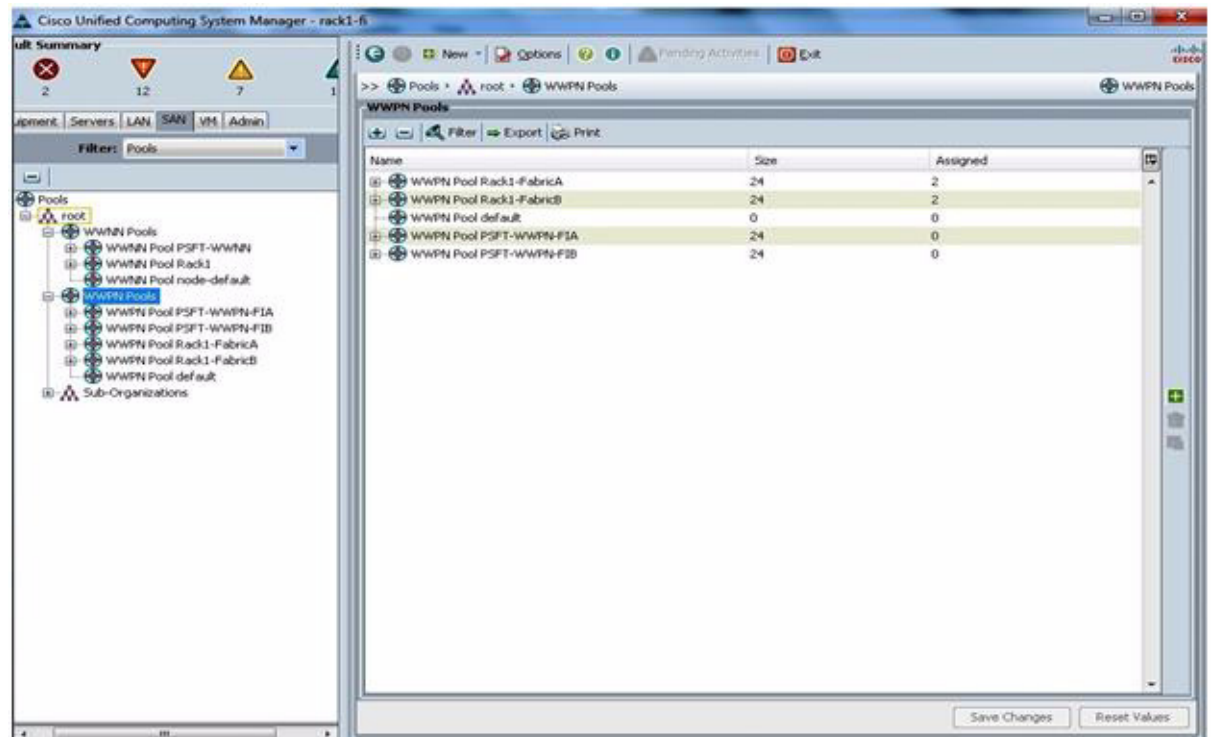 Cisco Unified Computing System Manager - rack1-fi
ult Summary
2 12 7 1
uipment Servers LAN SAN VM Admin
Filter: Pools
Pools
root
WWNN Pools
WWNN Pool PSFT-WWNN
WWNN Pool Rack1
WWNN Pool node-default
WWPN Pools
WWPN Pool PSFT-WWPN-FIA
WWPN Pool PSFT-WWPN-FIB
WWPN Pool Rack1-FabricA
WWPN Pool Rack1-FabricB
WWPN Pool default
Sub-Organizations
New Options Pending Activities Exit
CISCO
>> Pools root WWPN Pools WWPN Pools
WWPN Pools
Filter Export Print
Name Size Assigned
WWPN Pool Rack1-FabricA 24 2
WWPN Pool Rack1-FabricB 24 2
WWPN Pool default 0 0
WWPN Pool PSFT-WWPN-FIA 24 0
WWPN Pool PSFT-WWPN-FIB 24 0
Save Changes Reset Values